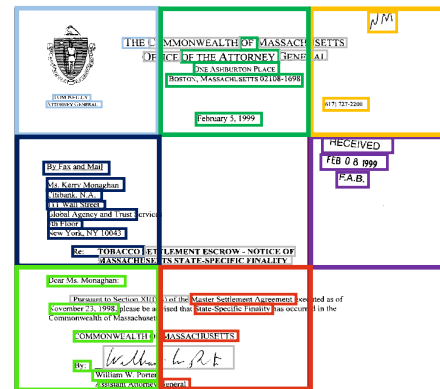 NM
THE COMMONWEALTH OF MASSACHUSETTS
OFFICE OF THE ATTORNEY GENERAL
ONE ASHBURTON PLACE
BOSTON, MASSACHUSETTS 02108-1698
TOM REILLY
ATTORNEY GENERAL
(617) 727-2200
February 5, 1999
RECEIVED
FEB 08 1999
F.A.B.
By Fax and Mail
Ms. Kerry Monaghan
Citibank, N.A.
111 Wall Street
Global Agency and Trust Services
5th Floor
New York, NY 10043
Re: TOBACCO SETTLEMENT ESCROW - NOTICE OF
MASSACHUSETTS STATE-SPECIFIC FINALITY
Dear Ms. Monaghan:
Pursuant to Section XI(f) of the Master Settlement Agreement executed as of
November 23, 1998, please be advised that State-Specific Finality has occurred in the
Commonwealth of Massachusetts.
COMMONWEALTH OF MASSACHUSETTS
By:
William W. Porter
Assistant Attorney General